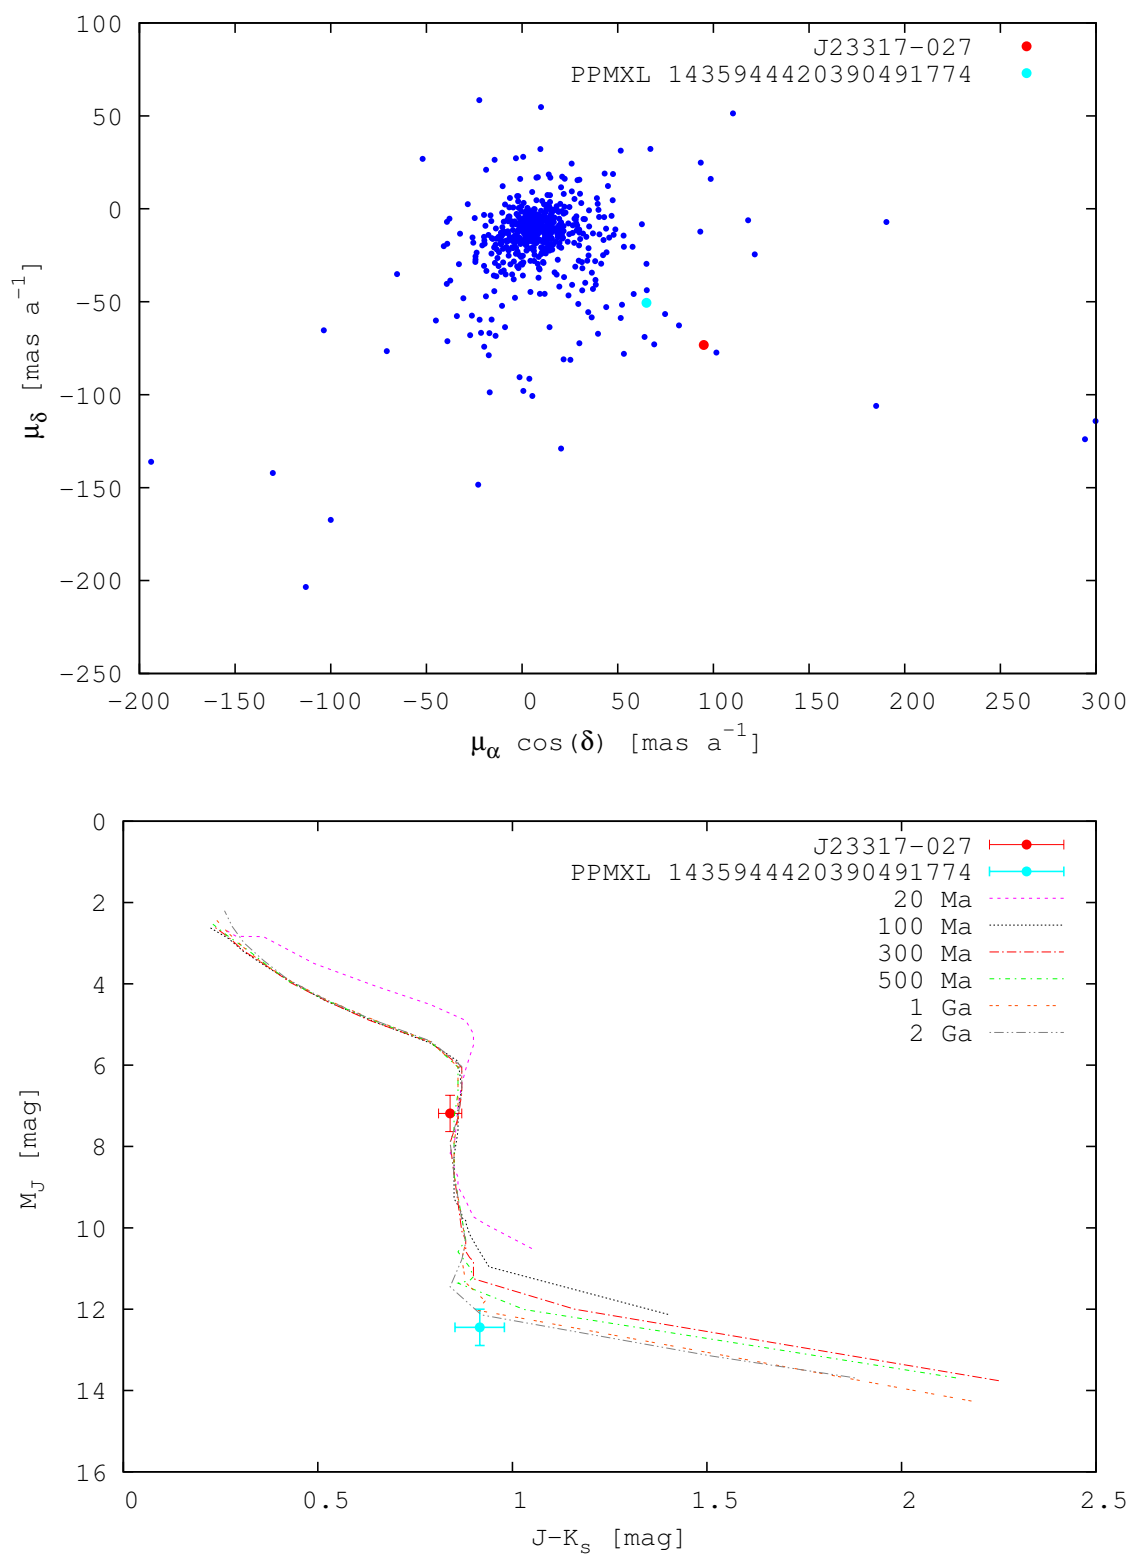 100
50
0
−50
−100
−150
−200
−250
−200 −150 −100 −50 0 50 100 150 200 250 300
μδ [mas a−1]
μα cos(δ) [mas a−1]
J23317−027
PPMXL 1435944420390491774
0
2
4
6
8
10
12
14
16
0 0.5 1 1.5 2 2.5
MJ [mag]
J−Ks [mag]
J23317−027
PPMXL 1435944420390491774
20 Ma
100 Ma
300 Ma
500 Ma
1 Ga
2 Ga